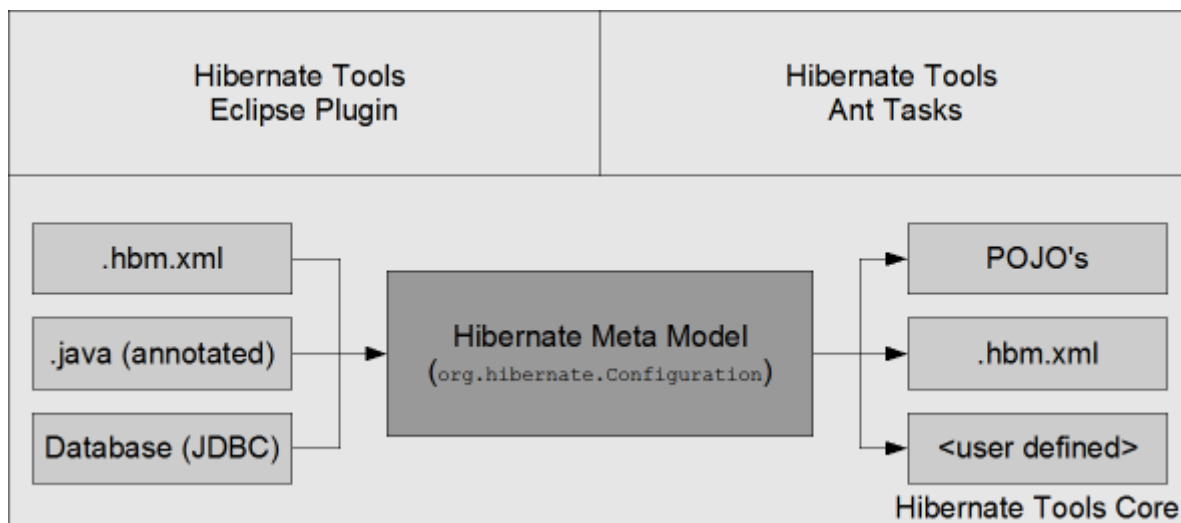 Hibernate Tools
Eclipse Plugin
Hibernate Tools
Ant Tasks
.hbm.xml
.java (annotated)
Database (JDBC)
Hibernate Meta Model
(org.hibernate.Configuration)
POJO's
.hbm.xml
<user defined>
Hibernate Tools Core